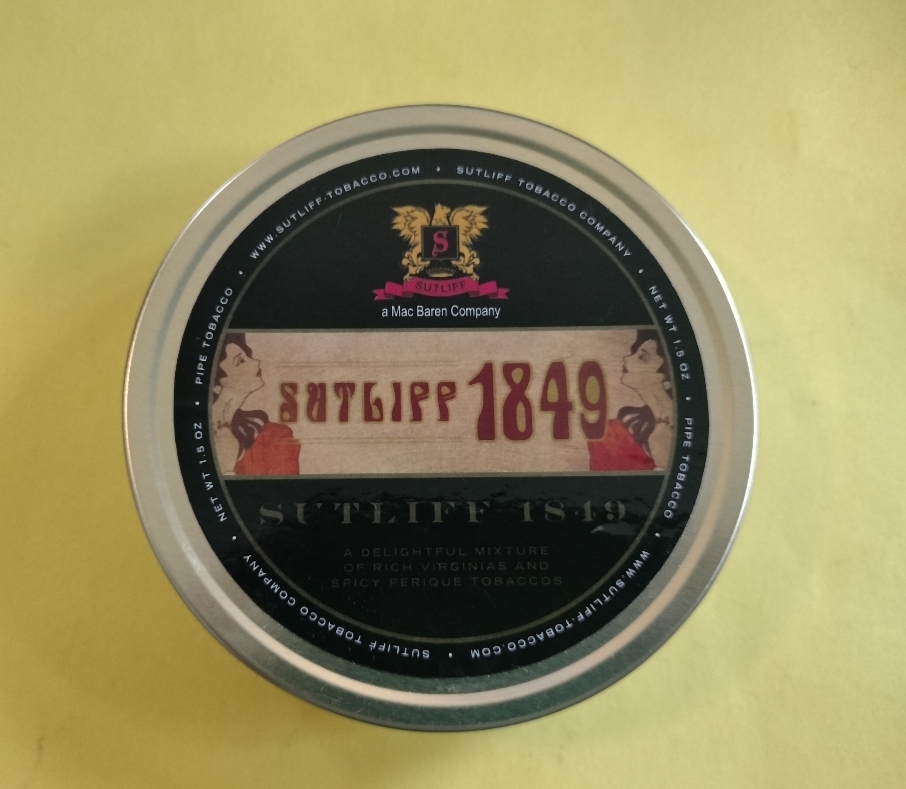 WWW.SUTLIFF-TOBACCO.COM • SUTLIFF TOBACCO COMPANY • NET WT 1.5 OZ • PIPE TOBACCO • WWW.SUTLIFF-TOBACCO.COM • SUTLIFF TOBACCO COMPANY • NET WT 1.5 OZ • PIPE TOBACCO •
S
SUTLIFF
a Mac Baren Company
SUTLIFF 1849
SUTLIFF 1849
A DELIGHTFUL MIXTURE
OF RICH VIRGINIAS AND
SPICY PERIQUE TOBACCOS